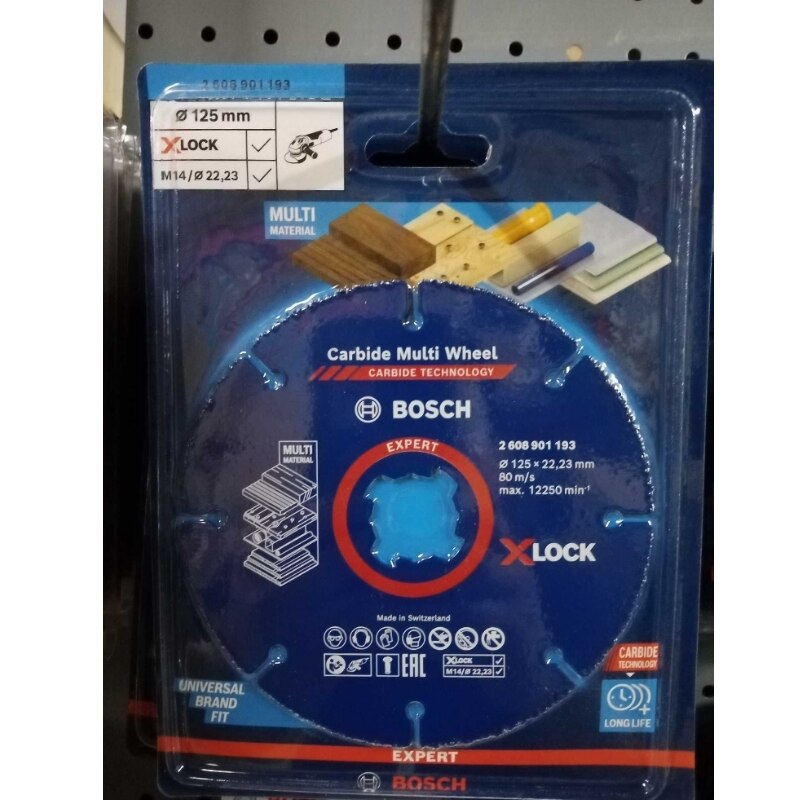 2 608 901 193
Ø 125 mm
XLOCK
M14/Ø 22,23
MULTI
MATERIAL
Carbide Multi Wheel
CARBIDE TECHNOLOGY
BOSCH
EXPERT
2 608 901 193
Ø 125 × 22,23 mm
80 m/s
max. 12250 min⁻¹
MULTI
MATERIAL
XLOCK
Made in Switzerland
EAC
XLOCK
M14/Ø 22,23
CARBIDE
TECHNOLOGY
UNIVERSAL
BRAND
FIT
LONG LIFE
EXPERT
BOSCH